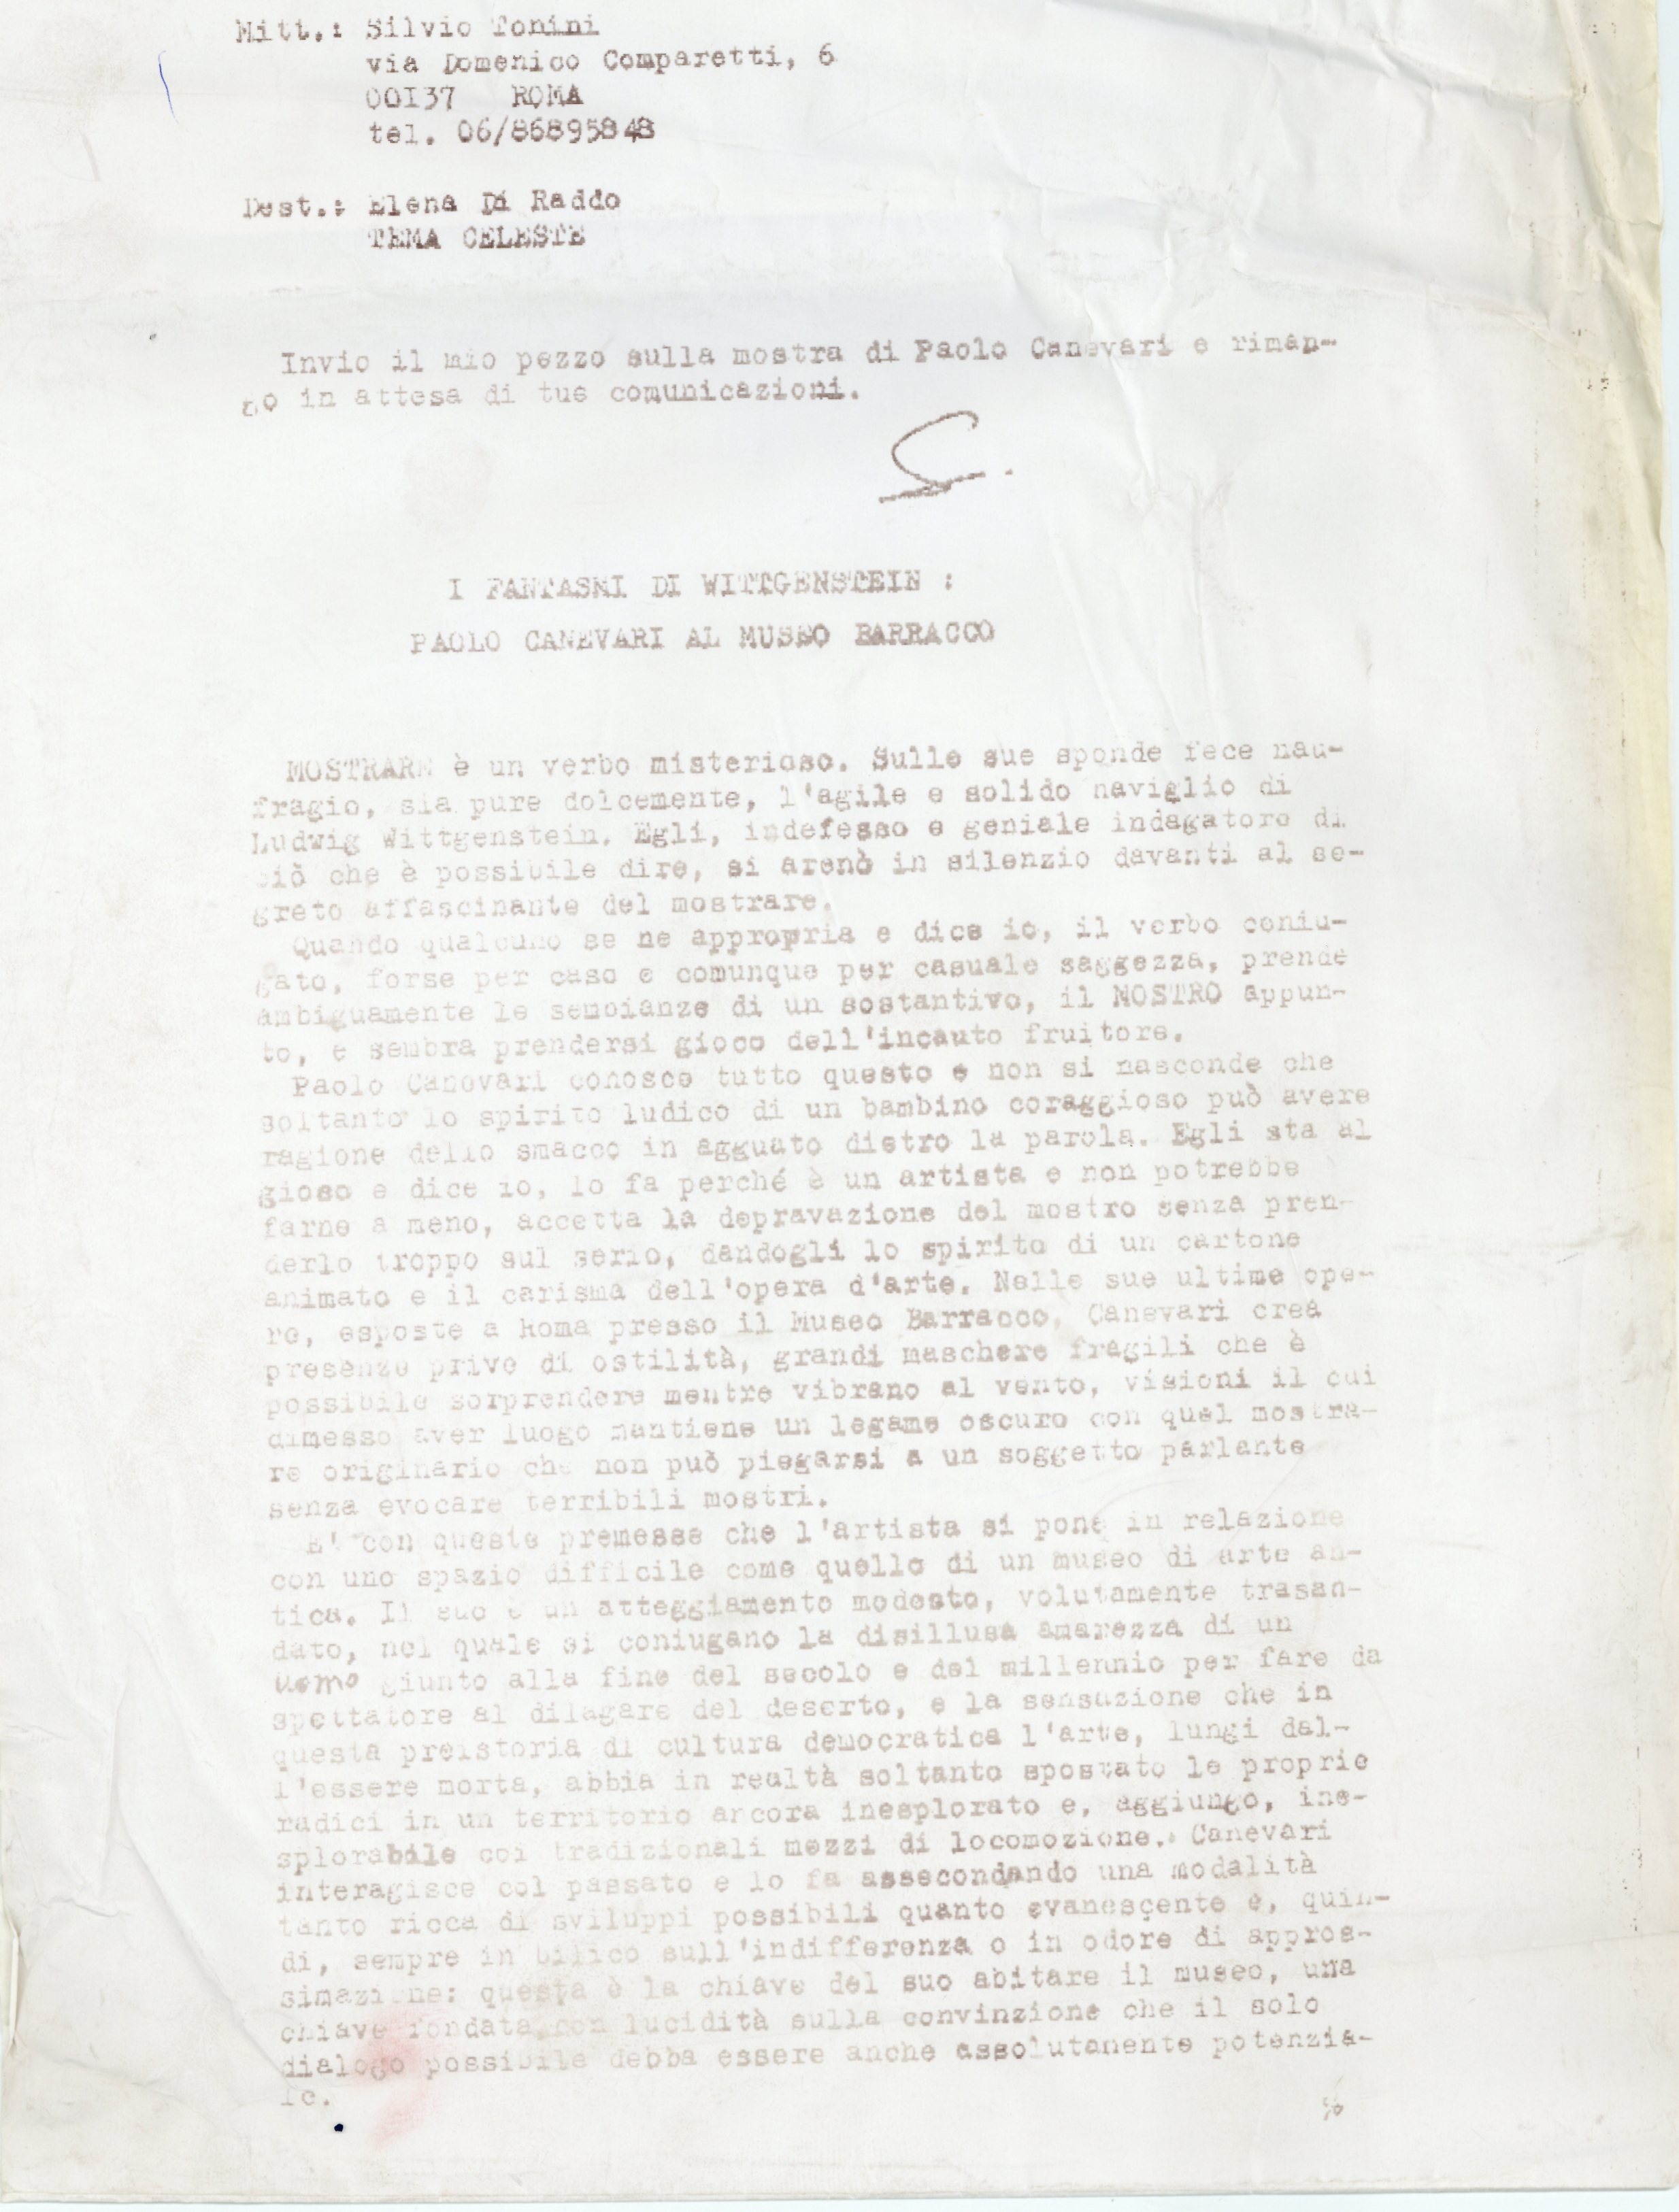 Mitt.: Silvio Tonini
via Domenico Comparetti, 6
00I37 ROMA
tel. 06/86895848
Dest.: Elena Di Raddo
TEMA CELESTE
Invio il mio pezzo sulla mostra di Paolo Canevari e riman-
go in attesa di tue comunicazioni.
S.
I FANTASMI DI WITTGENSTEIN :
PAOLO CANEVARI AL MUSEO BARRACCO
MOSTRARE è un verbo misterioso. Sulle sue sponde fece nau-
fragio, sia pure dolcemente, l'agile e solido naviglio di
Ludwig Wittgenstein. Egli, indefesso e geniale indagatore di
ciò che è possibile dire, si arenò in silenzio davanti al se-
greto affascinante del mostrare.
Quando qualcuno se ne appropria e dice io, il verbo coniu-
gato, forse per caso e comunque per casuale saggezza, prende
ambiguamente le sembianze di un sostantivo, il MOSTRO appun-
to, e sembra prendersi gioco dell'incauto fruitore.
Paolo Canevari conosce tutto questo e non si nasconde che
soltanto lo spirito ludico di un bambino coraggioso può avere
ragione dello smacco in agguato dietro la parola. Egli sta al
gioso e dice io, lo fa perché è un artista e non potrebbe
farne a meno, accetta la depravazione del mostro senza pren-
derlo troppo sul serio, dandogli lo spirito di un cartone
animato e il carisma dell'opera d'arte. Nelle sue ultime ope-
re, esposte a Roma presso il Museo Barracco, Canevari crea
presenze prive di ostilità, grandi maschere fragili che è
possibile sorprendere mentre vibrano al vento, visioni il cui
dimesso aver luogo mantiene un legame oscuro con quel mostra-
re originario che non può piegarsi a un soggetto parlante
senza evocare terribili mostri.
E' con queste premesse che l'artista si pone in relazione
con uno spazio difficile come quello di un museo di arte an-
tica. Il suo è un atteggiamento modesto, volutamente trasan-
dato, nel quale si coniugano la disillusa amarezza di un
uomo giunto alla fine del secolo e del millennio per fare da
spettatore al dilagare del deserto, e la sensazione che in
questa preistoria di cultura democratica l'arte, lungi dal-
l'essere morta, abbia in realtà soltanto spostato le proprie
radici in un territorio ancora inesplorato e, aggiungo, ine-
splorabile coi tradizionali mezzi di locomozione. Canevari
interagisce col passato e lo fa assecondando una modalità
tanto ricca di sviluppi possibili quanto evanescente e, quin-
di, sempre in bilico sull'indifferenza o in odore di appros-
simazione: questa è la chiave del suo abitare il museo, una
chiave fondata con lucidità sulla convinzione che il solo
dialogo possibile debba essere anche assolutamente potenzia-
le.